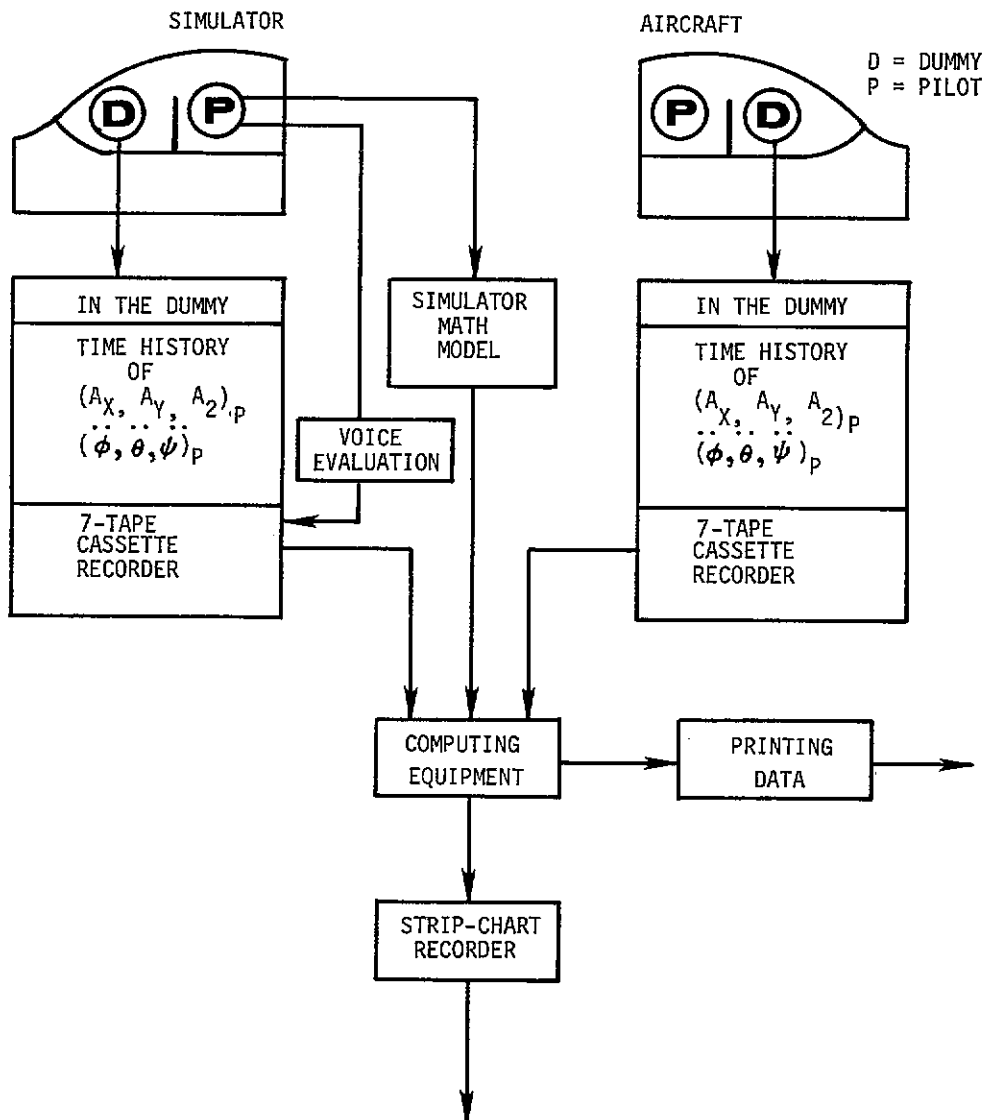 SIMULATOR
D P
AIRCRAFT
P D
D = DUMMY
P = PILOT
IN THE DUMMY
TIME HISTORY
OF
(A_X, A_Y, A_2)_P
(ϕ̈, θ̈, ψ̈)_P
7-TAPE
CASSETTE
RECORDER
VOICE
EVALUATION
SIMULATOR
MATH
MODEL
IN THE DUMMY
TIME HISTORY
OF
(A_X, A_Y, A_2)_P
(ϕ̈, θ̈, ψ̈)_P
7-TAPE
CASSETTE
RECORDER
COMPUTING
EQUIPMENT
PRINTING
DATA
STRIP-CHART
RECORDER